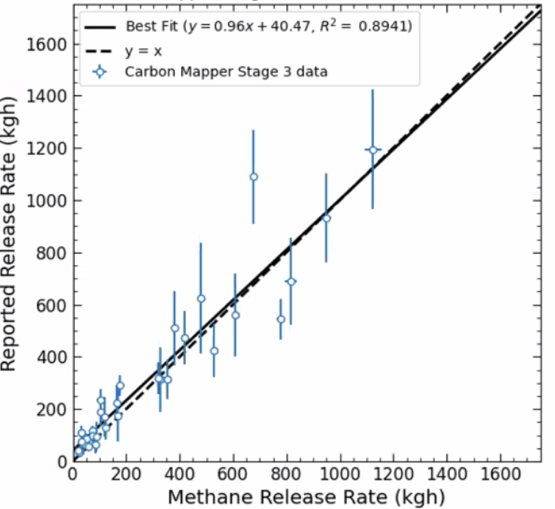 Best Fit (y = 0.96x + 40.47, R² = 0.8941)
y = x
Carbon Mapper Stage 3 data
Reported Release Rate (kgh)
1600
1400
1200
1000
800
600
400
200
0
0 200 400 600 800 1000 1200 1400 1600
Methane Release Rate (kgh)